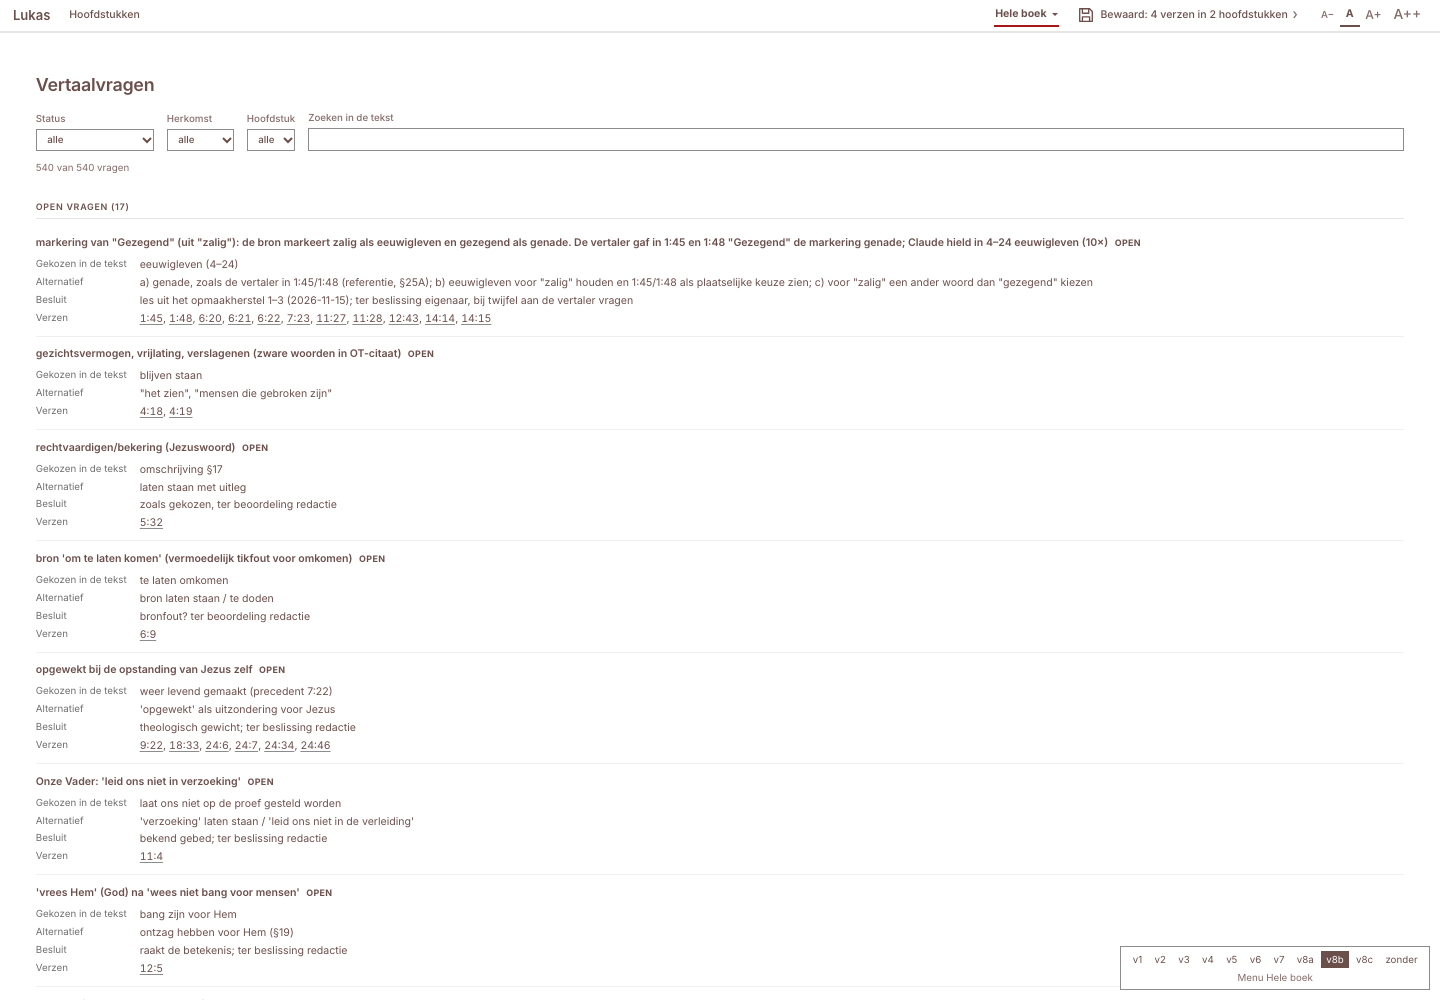 Lukas Hoofdstukken Hele boek Bewaard: 4 verzen in 2 hoofdstukken › A− A A+ A++
Vertaalvragen
Status Herkomst Hoofdstuk Zoeken in de tekst
alle alle alle
540 van 540 vragen
OPEN VRAGEN (17)
markering van "Gezegend" (uit "zalig"): de bron markeert zalig als eeuwigleven en gezegend als genade. De vertaler gaf in 1:45 en 1:48 "Gezegend" de markering genade; Claude hield in 4–24 eeuwigleven (10×) OPEN
Gekozen in de tekst eeuwigleven (4–24)
Alternatief a) genade, zoals de vertaler in 1:45/1:48 (referentie, §25A); b) eeuwigleven voor "zalig" houden en 1:45/1:48 als plaatselijke keuze zien; c) voor "zalig" een ander woord dan "gezegend" kiezen
Besluit les uit het opmaakherstel 1–3 (2026-11-15); ter beslissing eigenaar, bij twijfel aan de vertaler vragen
Verzen 1:45, 1:48, 6:20, 6:21, 6:22, 7:23, 11:27, 11:28, 12:43, 14:14, 14:15
gezichtsvermogen, vrijlating, verslagenen (zware woorden in OT-citaat) OPEN
Gekozen in de tekst blijven staan
Alternatief "het zien", "mensen die gebroken zijn"
Verzen 4:18, 4:19
rechtvaardigen/bekering (Jezuswoord) OPEN
Gekozen in de tekst omschrijving §17
Alternatief laten staan met uitleg
Besluit zoals gekozen, ter beoordeling redactie
Verzen 5:32
bron 'om te laten komen' (vermoedelijk tikfout voor omkomen) OPEN
Gekozen in de tekst te laten omkomen
Alternatief bron laten staan / te doden
Besluit bronfout? ter beoordeling redactie
Verzen 6:9
opgewekt bij de opstanding van Jezus zelf OPEN
Gekozen in de tekst weer levend gemaakt (precedent 7:22)
Alternatief 'opgewekt' als uitzondering voor Jezus
Besluit theologisch gewicht; ter beslissing redactie
Verzen 9:22, 18:33, 24:6, 24:7, 24:34, 24:46
Onze Vader: 'leid ons niet in verzoeking' OPEN
Gekozen in de tekst laat ons niet op de proef gesteld worden
Alternatief 'verzoeking' laten staan / 'leid ons niet in de verleiding'
Besluit bekend gebed; ter beslissing redactie
Verzen 11:4
'vrees Hem' (God) na 'wees niet bang voor mensen' OPEN
Gekozen in de tekst bang zijn voor Hem
Alternatief ontzag hebben voor Hem (§19)
Besluit raakt de betekenis; ter beslissing redactie
Verzen 12:5
v1 v2 v3 v4 v5 v6 v7 v8a v8b v8c zonder
Menu Hele boek